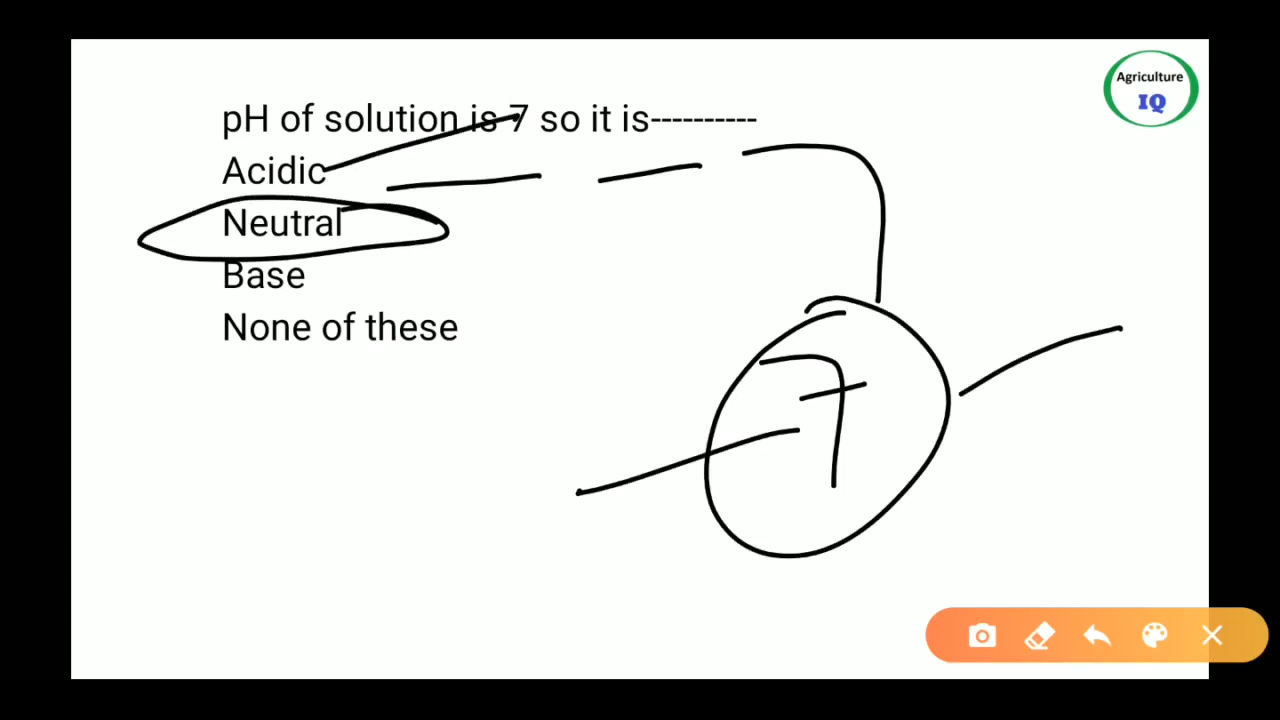 Agriculture
IQ
pH of solution is 7 so it is----------
Acidic
Neutral
Base
None of these
7